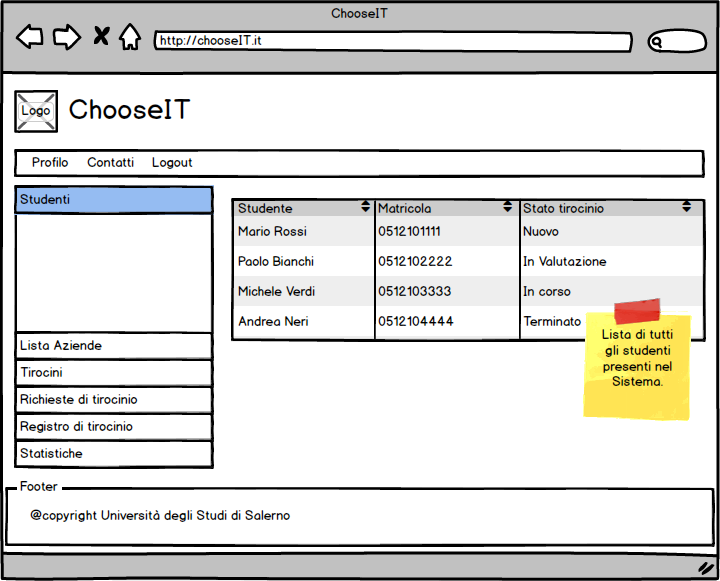 ChooseIT
http://chooseIT.it
Logo
ChooseIT
Profilo Contatti Logout
Studenti
Lista Aziende
Tirocini
Richieste di tirocinio
Registro di tirocinio
Statistiche
Studente Matricola Stato tirocinio
Mario Rossi 0512101111 Nuovo
Paolo Bianchi 0512102222 In Valutazione
Michele Verdi 0512103333 In corso
Andrea Neri 0512104444 Terminato
Lista di tutti
gli studenti
presenti nel
Sistema.
Footer
@copyright Università degli Studi di Salerno